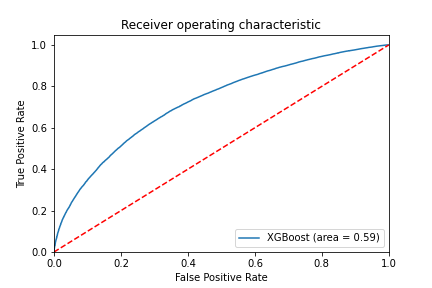 Receiver operating characteristic
1.0
0.8
0.6
0.4
0.2
0.0
True Positive Rate
XGBoost (area = 0.59)
0.0 0.2 0.4 0.6 0.8 1.0
False Positive Rate